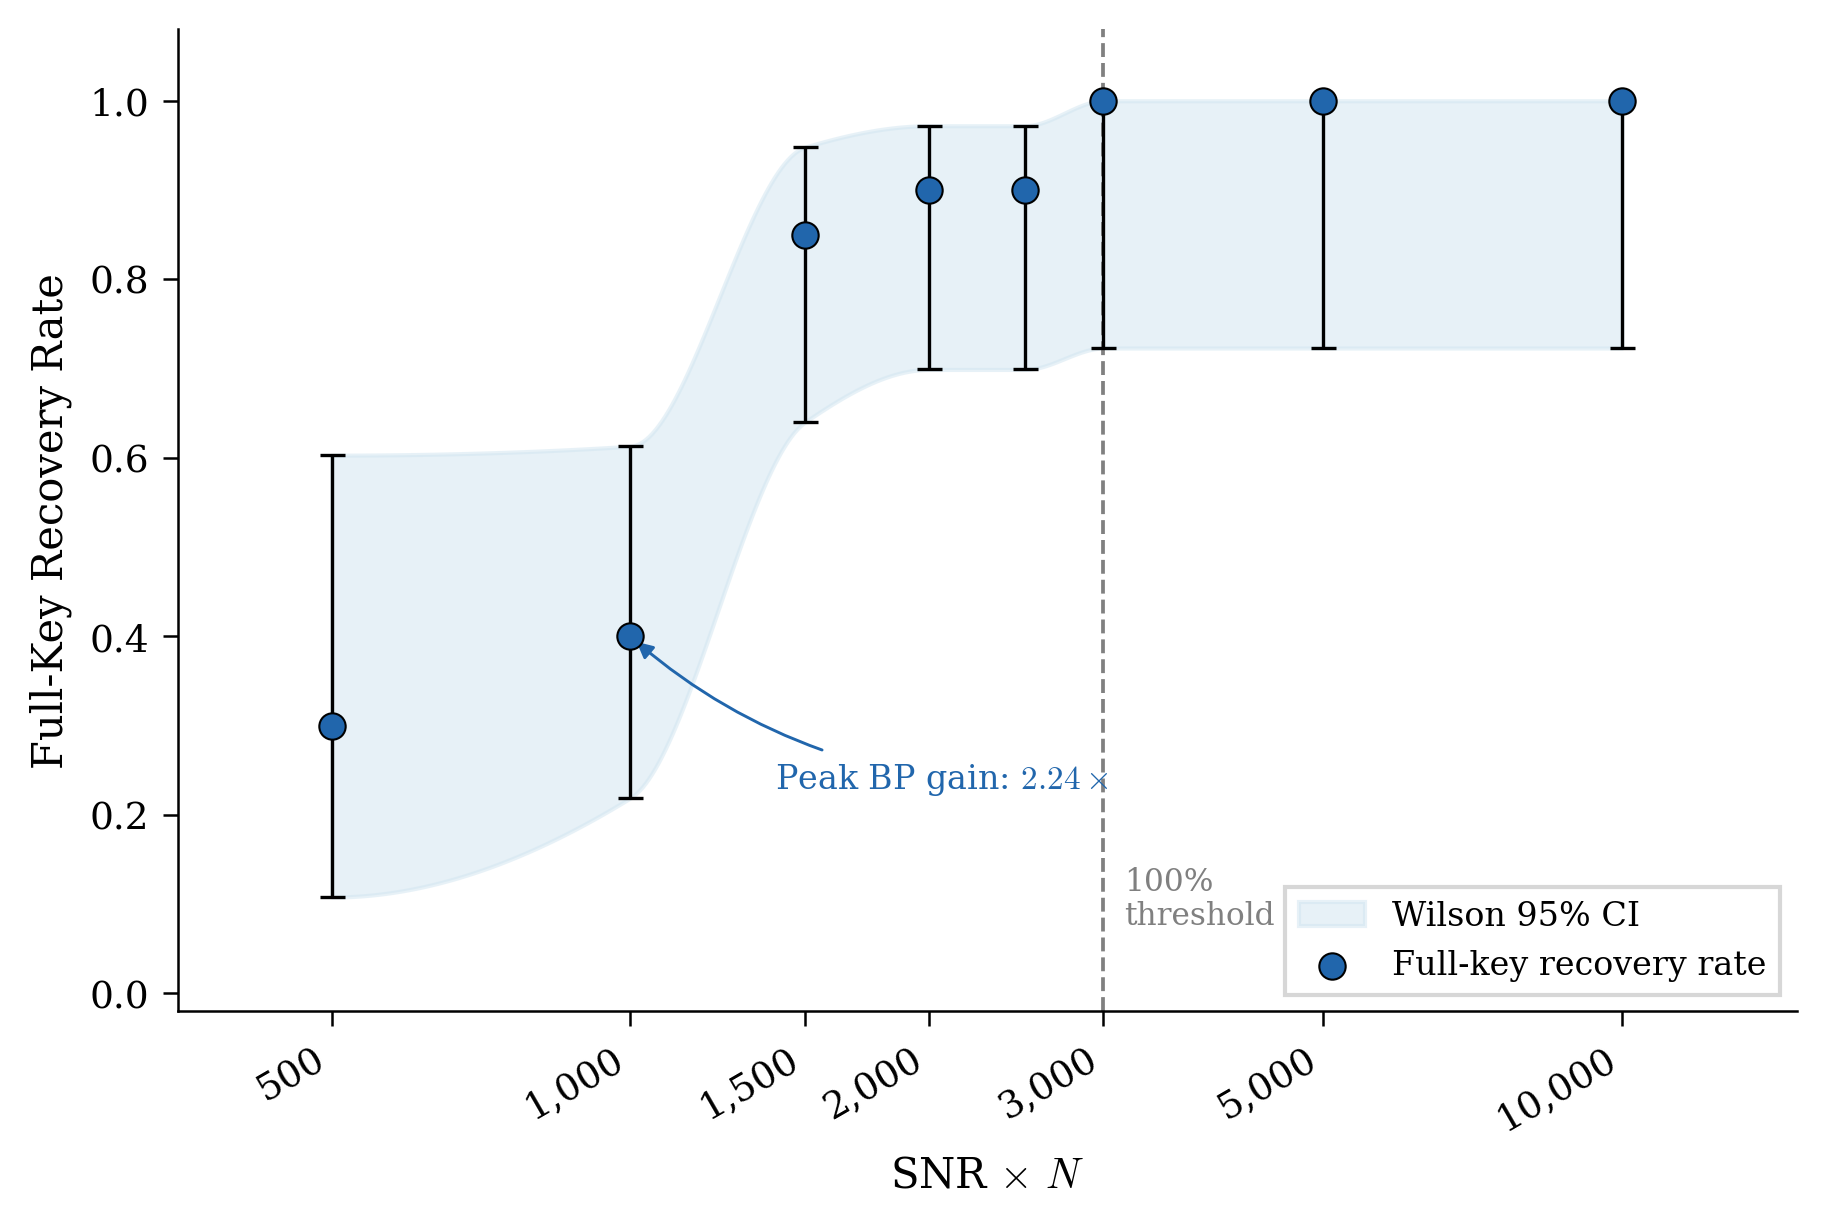 1.0
0.8
0.6
0.4
0.2
0.0
Full-Key Recovery Rate
Peak BP gain: 2.24×
100%
threshold
Wilson 95% CI
Full-key recovery rate
500
1,000
1,500
2,000
3,000
5,000
10,000
SNR × N